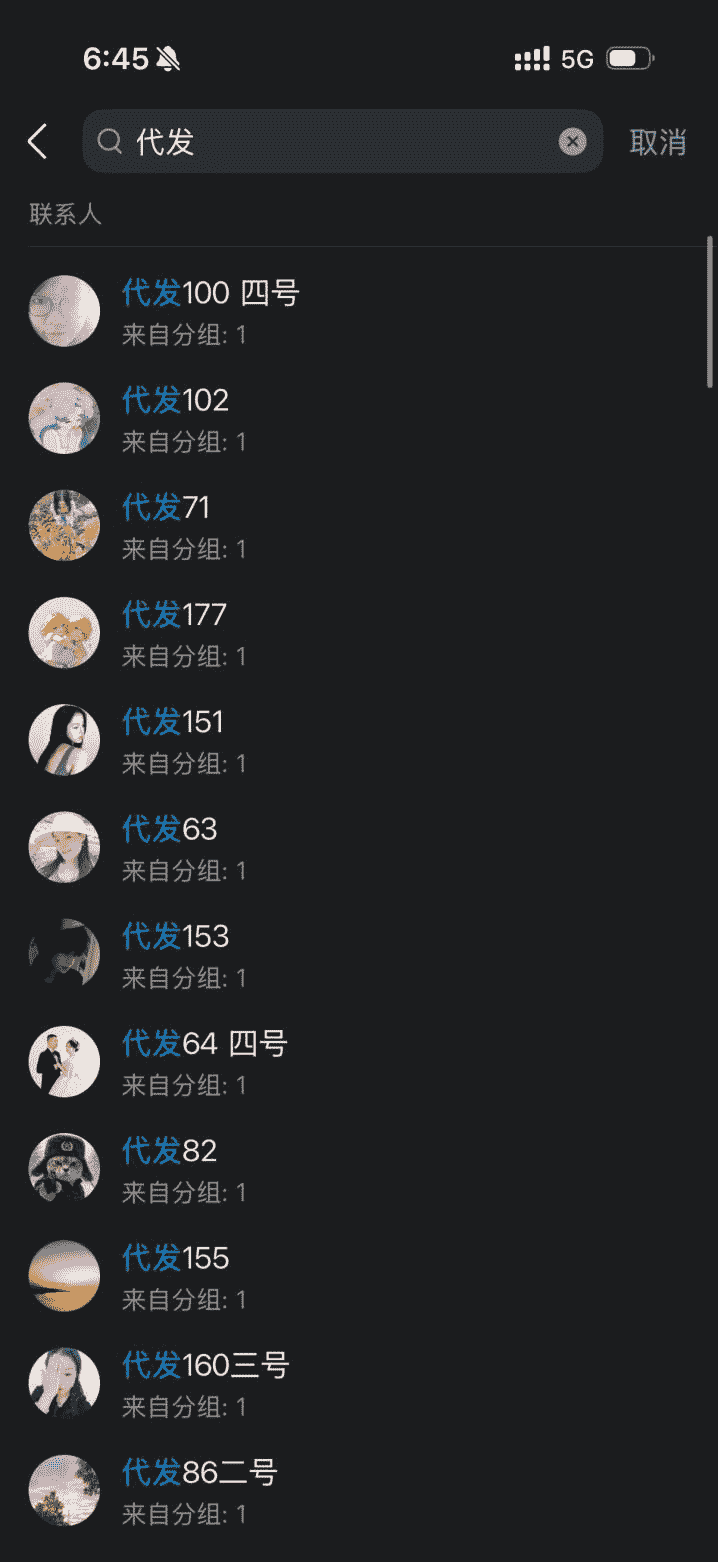 6:45
5G
代发
取消
联系人
代发100 四号
来自分组: 1
代发102
来自分组: 1
代发71
来自分组: 1
代发177
来自分组: 1
代发151
来自分组: 1
代发63
来自分组: 1
代发153
来自分组: 1
代发64 四号
来自分组: 1
代发82
来自分组: 1
代发155
来自分组: 1
代发160三号
来自分组: 1
代发86二号
来自分组: 1